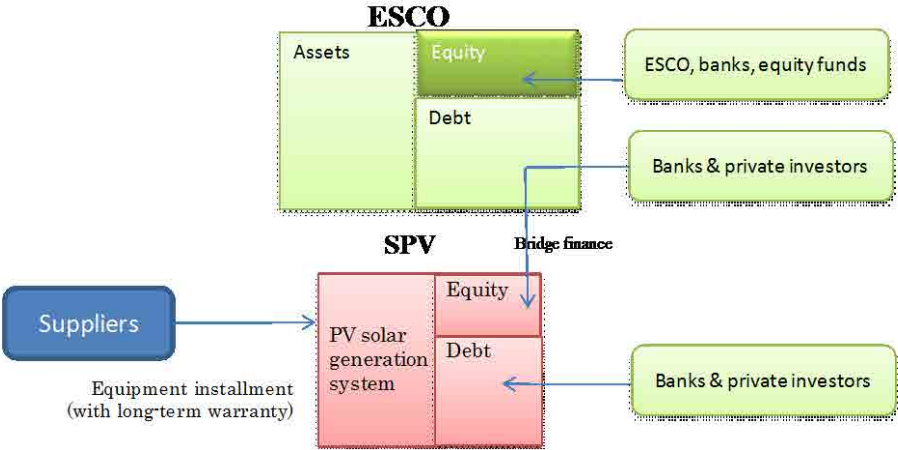 ESCO
Assets
Equity
ESCO, banks, equity funds
Debt
Banks & private investors
SPV
Bridge finance
Suppliers
Equipment installment
(with long-term warranty)
PV solar
generation
system
Equity
Debt
Banks & private investors